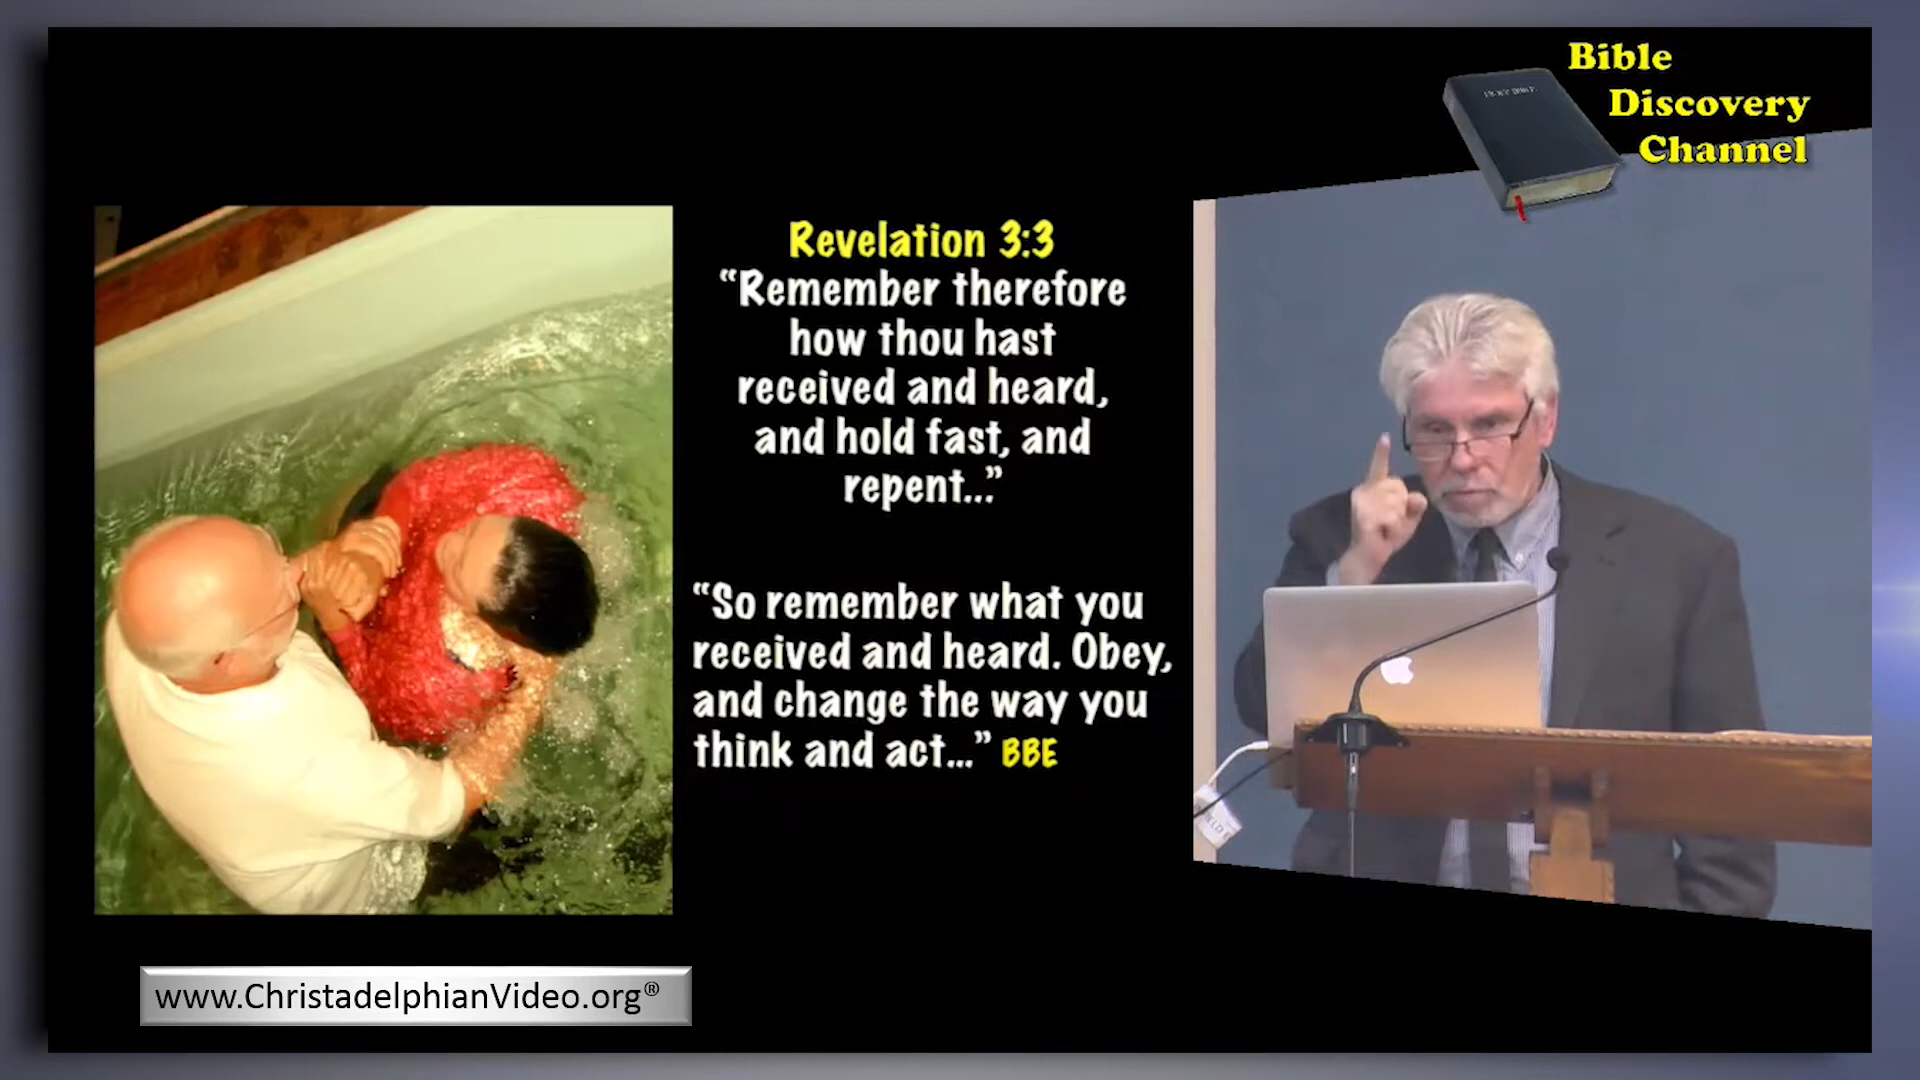 Bible
Discovery
Channel
HOLY BIBLE
Revelation 3:3
“Remember therefore
how thou hast
received and heard,
and hold fast, and
repent...”
“So remember what you
received and heard. Obey,
and change the way you
think and act...” BBE
www.ChristadelphianVideo.org®